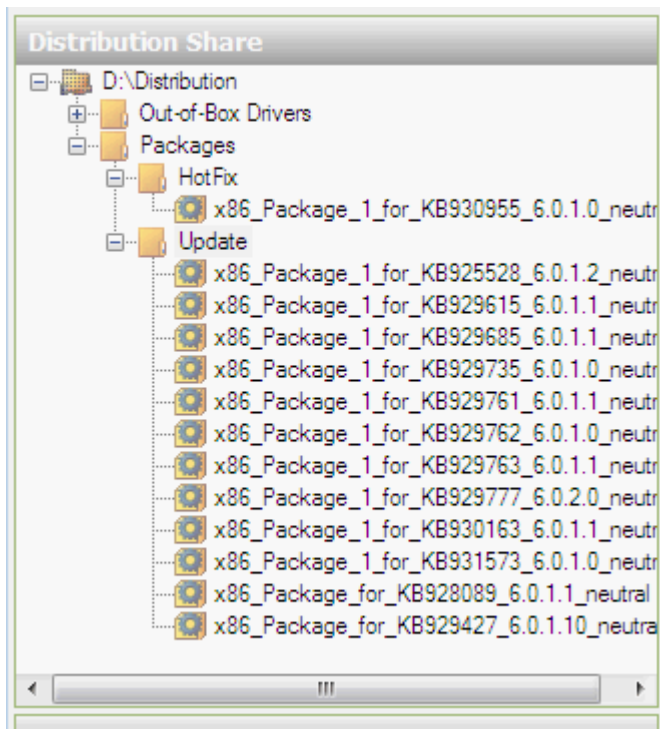 Distribution Share
D:\Distribution
Out-of-Box Drivers
Packages
HotFix
x86_Package_1_for_KB930955_6.0.1.0_neutr
Update
x86_Package_1_for_KB925528_6.0.1.2_neutr
x86_Package_1_for_KB929615_6.0.1.1_neutr
x86_Package_1_for_KB929685_6.0.1.1_neutr
x86_Package_1_for_KB929735_6.0.1.0_neutr
x86_Package_1_for_KB929761_6.0.1.1_neutr
x86_Package_1_for_KB929762_6.0.1.0_neutr
x86_Package_1_for_KB929763_6.0.1.1_neutr
x86_Package_1_for_KB929777_6.0.2.0_neutr
x86_Package_1_for_KB930163_6.0.1.1_neutr
x86_Package_1_for_KB931573_6.0.1.0_neutr
x86_Package_for_KB928089_6.0.1.1_neutral
x86_Package_for_KB929427_6.0.1.10_neutra